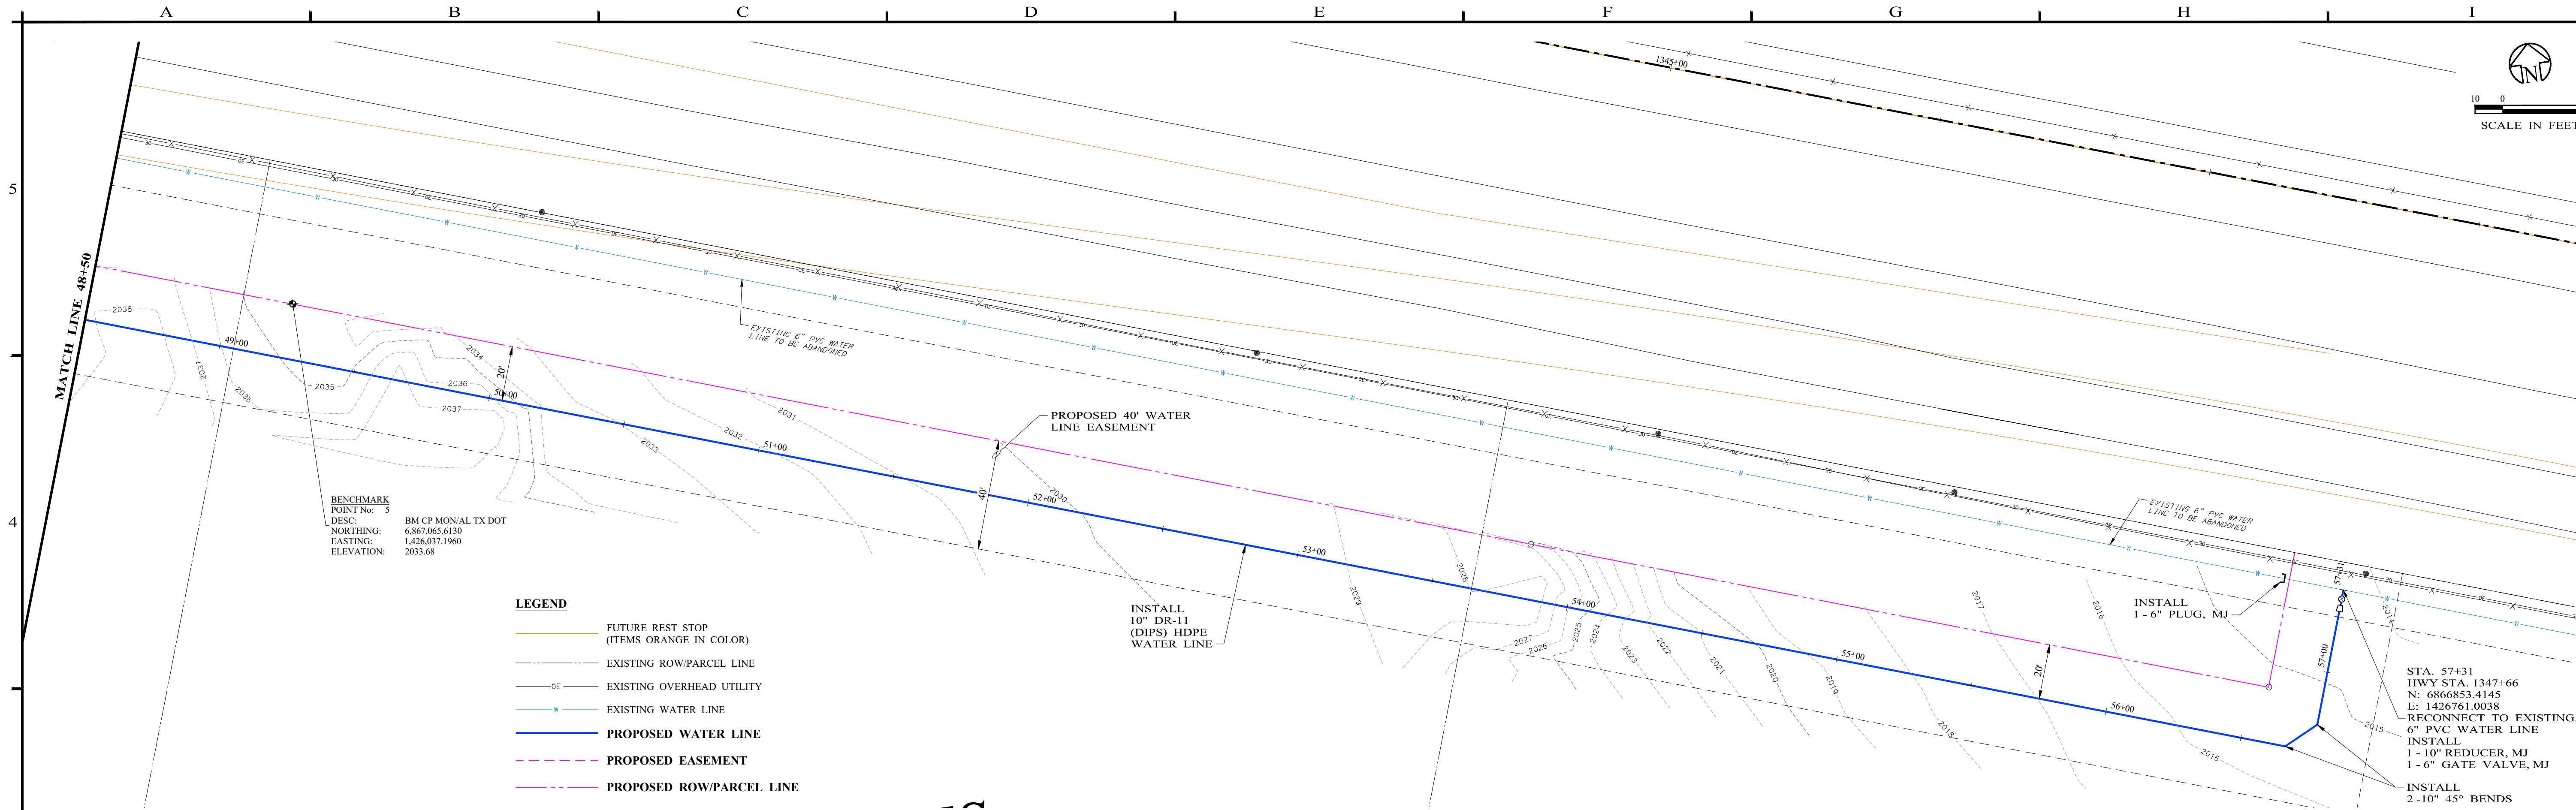 A B C D E F G H I
5
4
MATCH LINE 48+50
1345+00
N
10 0
SCALE IN FEET
EXISTING 6" PVC WATER
LINE TO BE ABANDONED
EXISTING 6" PVC WATER
LINE TO BE ABANDONED
PROPOSED 40' WATER
LINE EASEMENT
20'
40'
20'
49+00
50+00
51+00
52+00
53+00
54+00
55+00
56+00
57+00
57+31
2038
2037
2036
2035
2034
2036
2037
2033
2032
2031
2030
2029
2028
2027
2026
2025
2024
2023
2022
2021
2020
2019
2018
2017
2016
2016
2015
2014
BENCHMARK
POINT No: 5
DESC: BM CP MON/AL TX DOT
NORTHING: 6,867,065.6130
EASTING: 1,426,037.1960
ELEVATION: 2033.68
INSTALL
10" DR-11
(DIPS) HDPE
WATER LINE
INSTALL
1 - 6" PLUG, MJ
STA. 57+31
HWY STA. 1347+66
N: 6866853.4145
E: 1426761.0038
RECONNECT TO EXISTING
6" PVC WATER LINE
INSTALL
1 - 10" REDUCER, MJ
1 - 6" GATE VALVE, MJ
INSTALL
2 -10" 45° BENDS
LEGEND
FUTURE REST STOP
(ITEMS ORANGE IN COLOR)
EXISTING ROW/PARCEL LINE
OE EXISTING OVERHEAD UTILITY
W EXISTING WATER LINE
PROPOSED WATER LINE
PROPOSED EASEMENT
PROPOSED ROW/PARCEL LINE